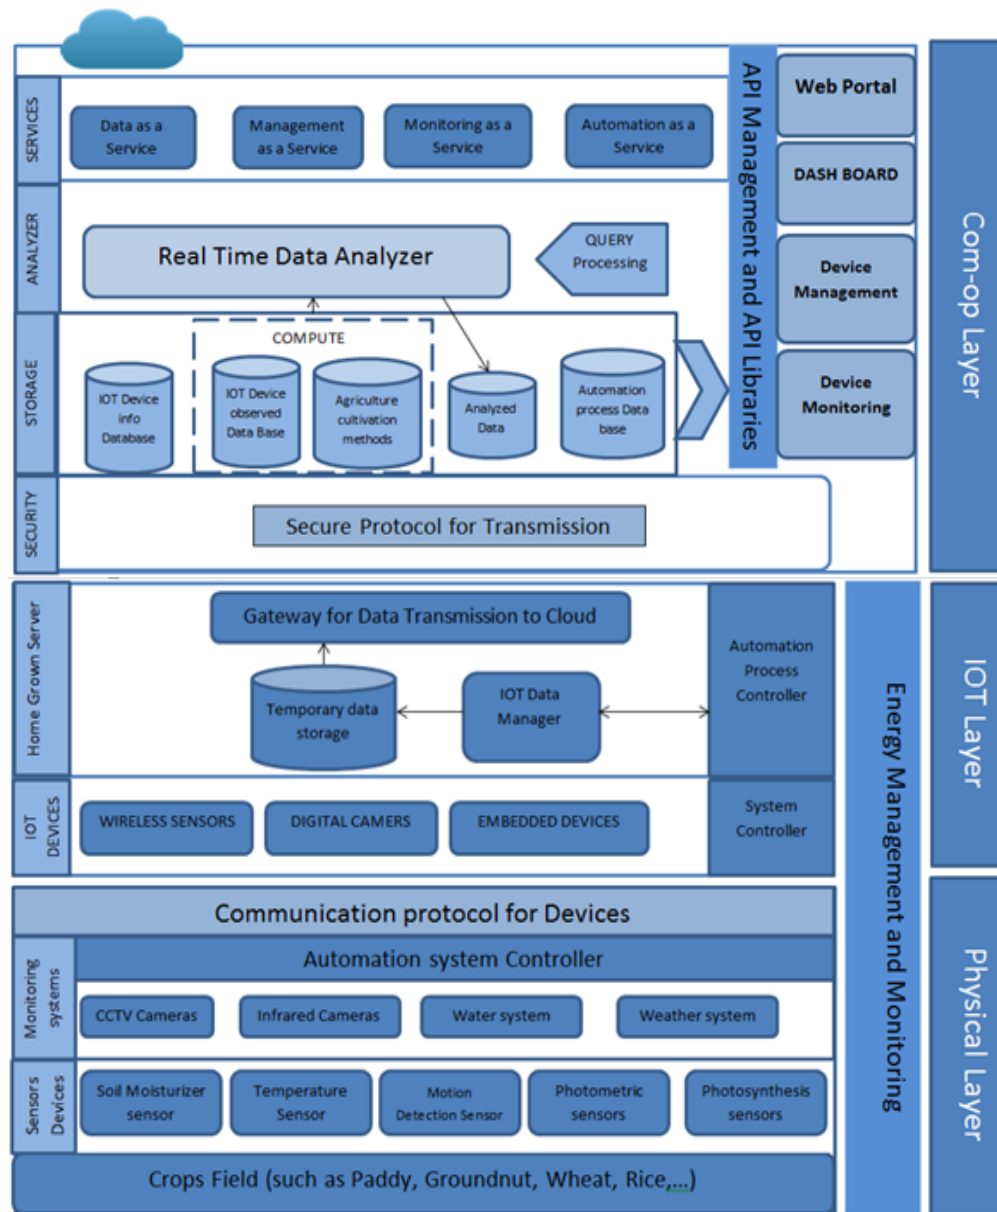 SERVICES
Data as a
Service
Management
as a Service
Monitoring as a
Service
Automation as a
Service
API Management and API Libraries
Web Portal
DASH BOARD
Device
Management
Device
Monitoring
Com-op Layer
ANALYZER
Real Time Data Analyzer
QUERY
Processing
STORAGE
COMPUTE
IOT Device
info
Database
IOT Device
observed
Data Base
Agriculture
cultivation
methods
Analyzed
Data
Automation
process Data
base
SECURITY
Secure Protocol for Transmission
Home Grown Server
Gateway for Data Transmission to Cloud
Temporary data
storage
IOT Data
Manager
Automation
Process
Controller
IOT Layer
Energy Management and Monitoring
IOT
DEVICES
WIRELESS SENSORS
DIGITAL CAMERS
EMBEDDED DEVICES
System
Controller
Communication protocol for Devices
Automation system Controller
Monitoring
systems
CCTV Cameras
Infrared Cameras
Water system
Weather system
Physical Layer
Sensors
Devices
Soil Moisturizer
sensor
Temperature
Sensor
Motion
Detection Sensor
Photometric
sensors
Photosynthesis
sensors
Crops Field (such as Paddy, Groundnut, Wheat, Rice,...)